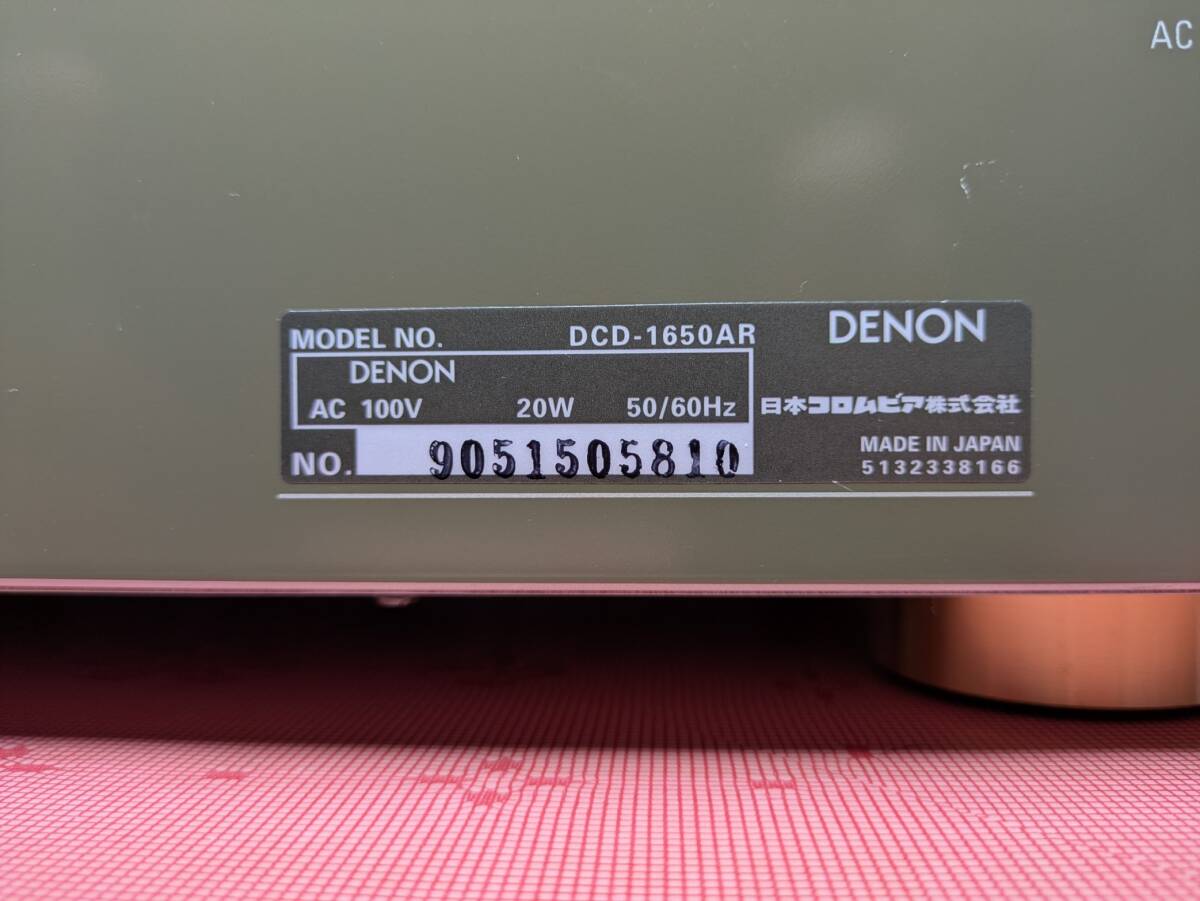 AC
MODEL NO. DCD-1650AR
DENON
DENON
AC 100V 20W 50/60Hz
日本コロムビア株式会社
NO. 9051505810
MADE IN JAPAN
5132338166